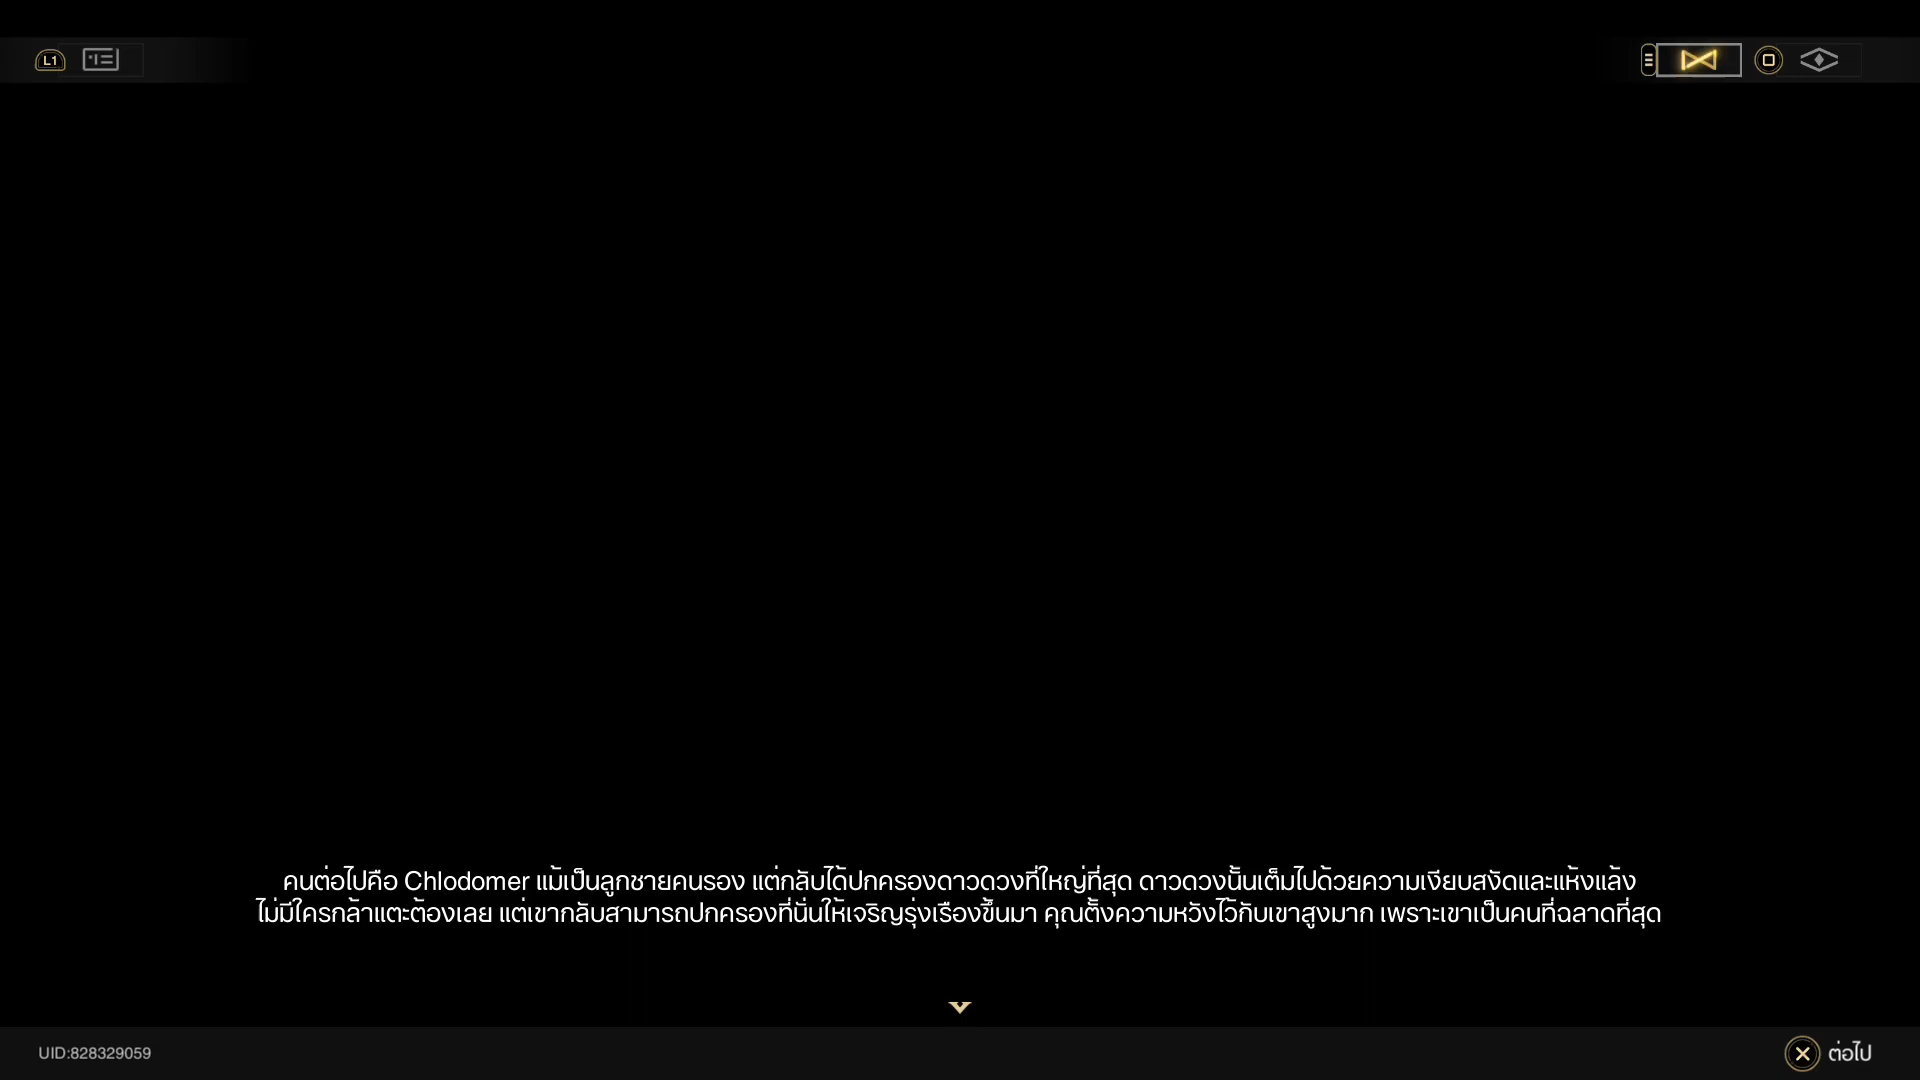 L1
คนต่อไปคือ Chlodomer แม้เป็นลูกชายคนรอง แต่กลับได้ปกครองดาวดวงที่ใหญ่ที่สุด ดาวดวงนั้นเต็มไปด้วยความเงียบสงัดและแห้งแล้ง
ไม่มีใครกล้าแตะต้องเลย แต่เขากลับสามารถปกครองที่นั่นให้เจริญรุ่งเรืองขึ้นมา คุณตั้งความหวังไว้กับเขาสูงมาก เพราะเขาเป็นคนที่ฉลาดที่สุด
UID:828329059
ต่อไป